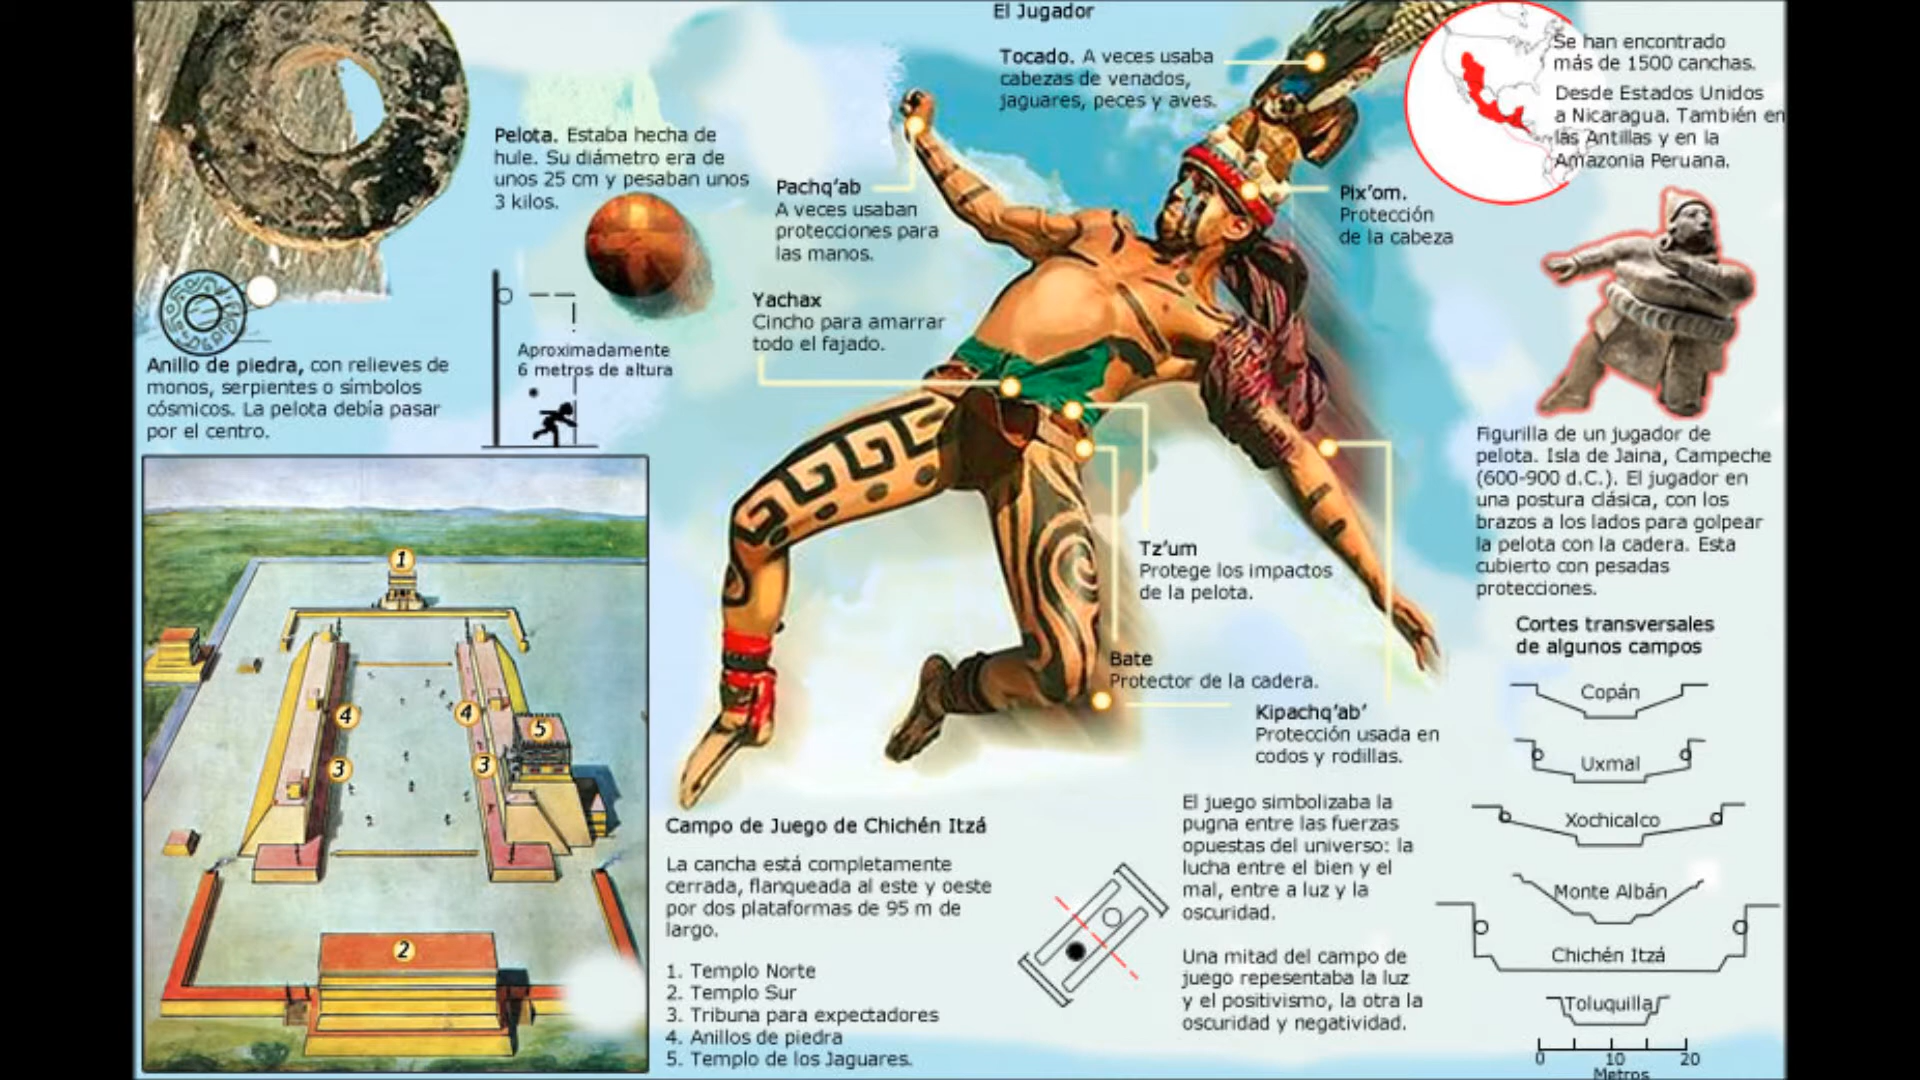 El Jugador
Tocado. A veces usaba
cabezas de venados,
jaguares, peces y aves.
Se han encontrado
más de 1500 canchas.
Desde Estados Unidos
a Nicaragua. También en
las Antillas y en la
Amazonia Peruana.
Pelota. Estaba hecha de
hule. Su diámetro era de
unos 25 cm y pesaban unos
3 kilos.
Pachq'ab
A veces usaban
protecciones para
las manos.
Pix'om.
Protección
de la cabeza
Yachax
Cincho para amarrar
todo el fajado.
Aproximadamente
6 metros de altura
Anillo de piedra, con relieves de
monos, serpientes o símbolos
cósmicos. La pelota debía pasar
por el centro.
Figurilla de un jugador de
pelota. Isla de Jaina, Campeche
(600-900 d.C.). El jugador en
una postura clásica, con los
brazos a los lados para golpear
la pelota con la cadera. Esta
cubierto con pesadas
protecciones.
Tz'um
Protege los impactos
de la pelota.
Bate
Protector de la cadera.
Kipachq'ab'
Protección usada en
codos y rodillas.
1
4
4
5
3
3
2
Campo de Juego de Chichén Itzá
La cancha está completamente
cerrada, flanqueada al este y oeste
por dos plataformas de 95 m de
largo.
1. Templo Norte
2. Templo Sur
3. Tribuna para expectadores
4. Anillos de piedra
5. Templo de los Jaguares.
El juego simbolizaba la
pugna entre las fuerzas
opuestas del universo: la
lucha entre el bien y el
mal, entre a luz y la
oscuridad.
Una mitad del campo de
juego repesentaba la luz
y el positivismo, la otra la
oscuridad y negatividad.
Cortes transversales
de algunos campos
Copán
Uxmal
Xochicalco
Monte Albán
Chichén Itzá
Toluquilla
0 10 20
Metros